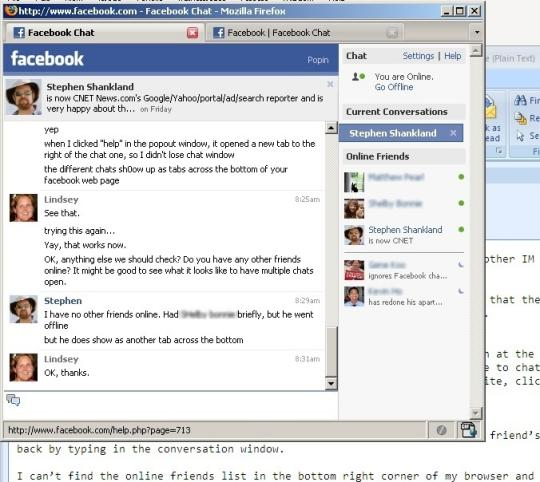 http://www.facebook.com - Facebook Chat - Mozilla Firefox
Facebook Chat
Facebook | Facebook Chat
facebook
Popin
Stephen Shankland
is now CNET News.com's Google/Yahoo/portal/ad/search reporter and is
very happy about th... on Friday
yep
when I clicked "help" in the popout window, it opened a new tab to the
right of the chat one, so I didn't lose chat window
the different chats sh0ow up as tabs across the bottom of your
facebook web page
Lindsey 8:25am
See that.
trying this again...
Yay, that works now.
OK, anything else we should check? Do you have any other friends
online? It might be good to see what it looks like to have multiple chats
open.
Stephen 8:29am
I have no other friends online. Had briefly, but he went
offline
but he does show as another tab across the bottom
Lindsey 8:31am
OK, thanks.
Chat Settings | Help
You are Online.
Go Offline
Current Conversations
Stephen Shankland x
Online Friends
Stephen Shankland
is now CNET
ignores Facebook cha...
has redone his apart...
http://www.facebook.com/help.php?page=713
(Plain Text)
Fin
Re
Se
as
ad
Fi
other IM
that the
n at the
e to chat
ite, clic
friend's
back by typing in the conversation window.
I can't find the online friends list in the bottom right corner of my browser and